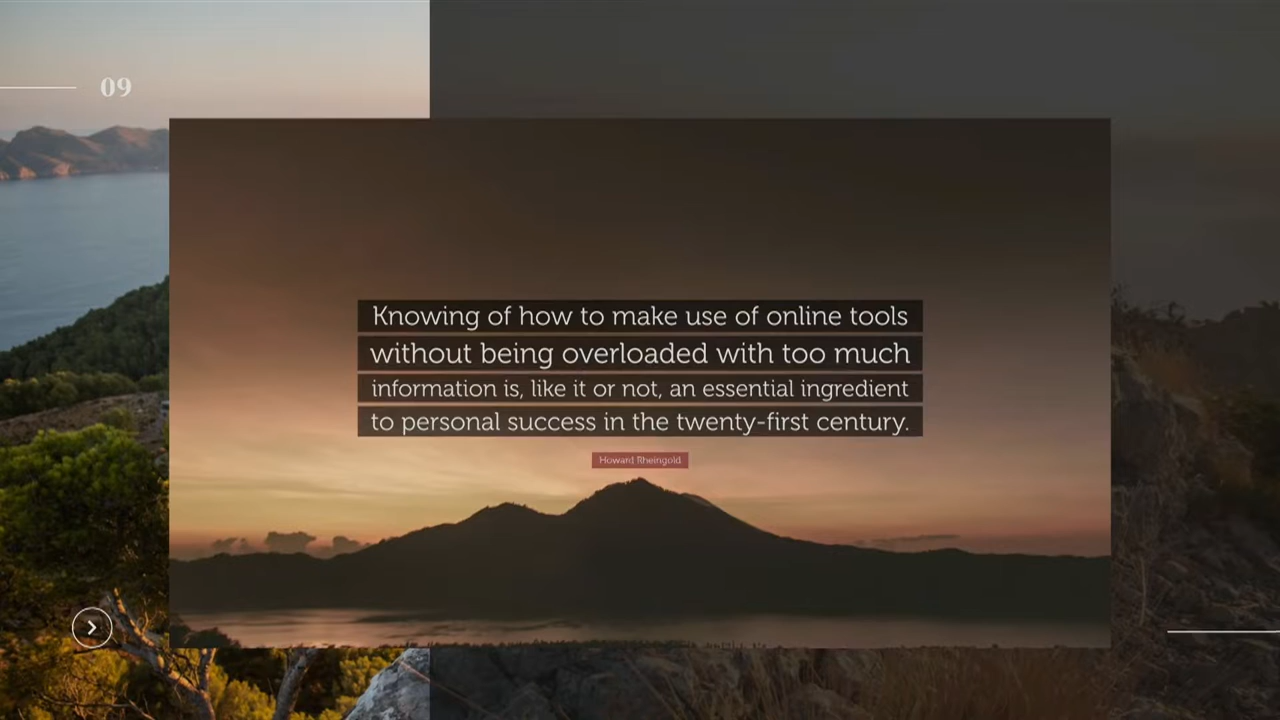 09
Knowing of how to make use of online tools
without being overloaded with too much
information is, like it or not, an essential ingredient
to personal success in the twenty-first century.
Howard Rheingold